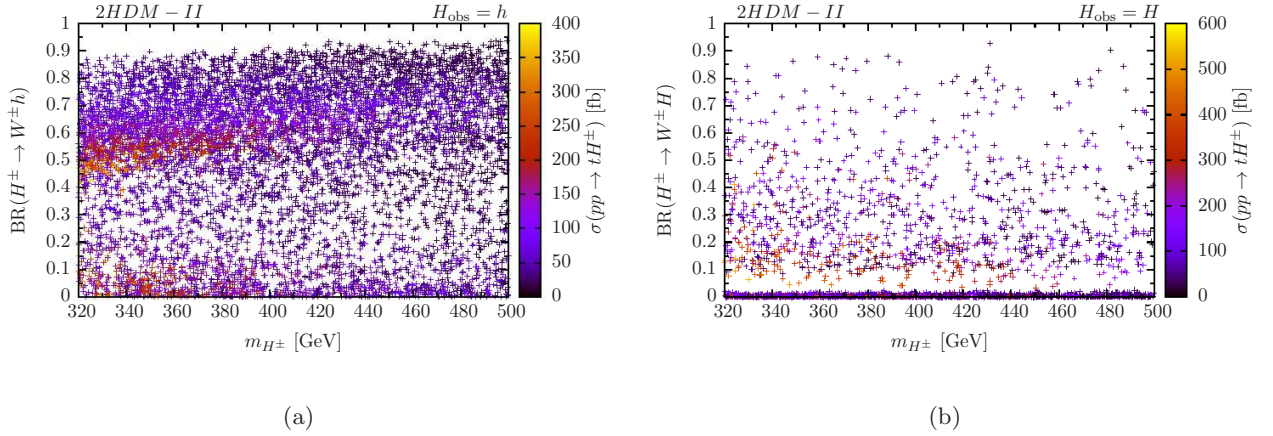 2HDM − II
H_obs = h
BR(H^± → W^± h)
1
0.9
0.8
0.7
0.6
0.5
0.4
0.3
0.2
0.1
0
320 340 360 380 400 420 440 460 480 500
m_{H^±} [GeV]
400
350
300
250
200
150
100
50
0
σ(pp → tH^±) [fb]
(a)
2HDM − II
H_obs = H
BR(H^± → W^± H)
1
0.9
0.8
0.7
0.6
0.5
0.4
0.3
0.2
0.1
0
320 340 360 380 400 420 440 460 480 500
m_{H^±} [GeV]
600
500
400
300
200
100
0
σ(pp → tH^±) [fb]
(b)